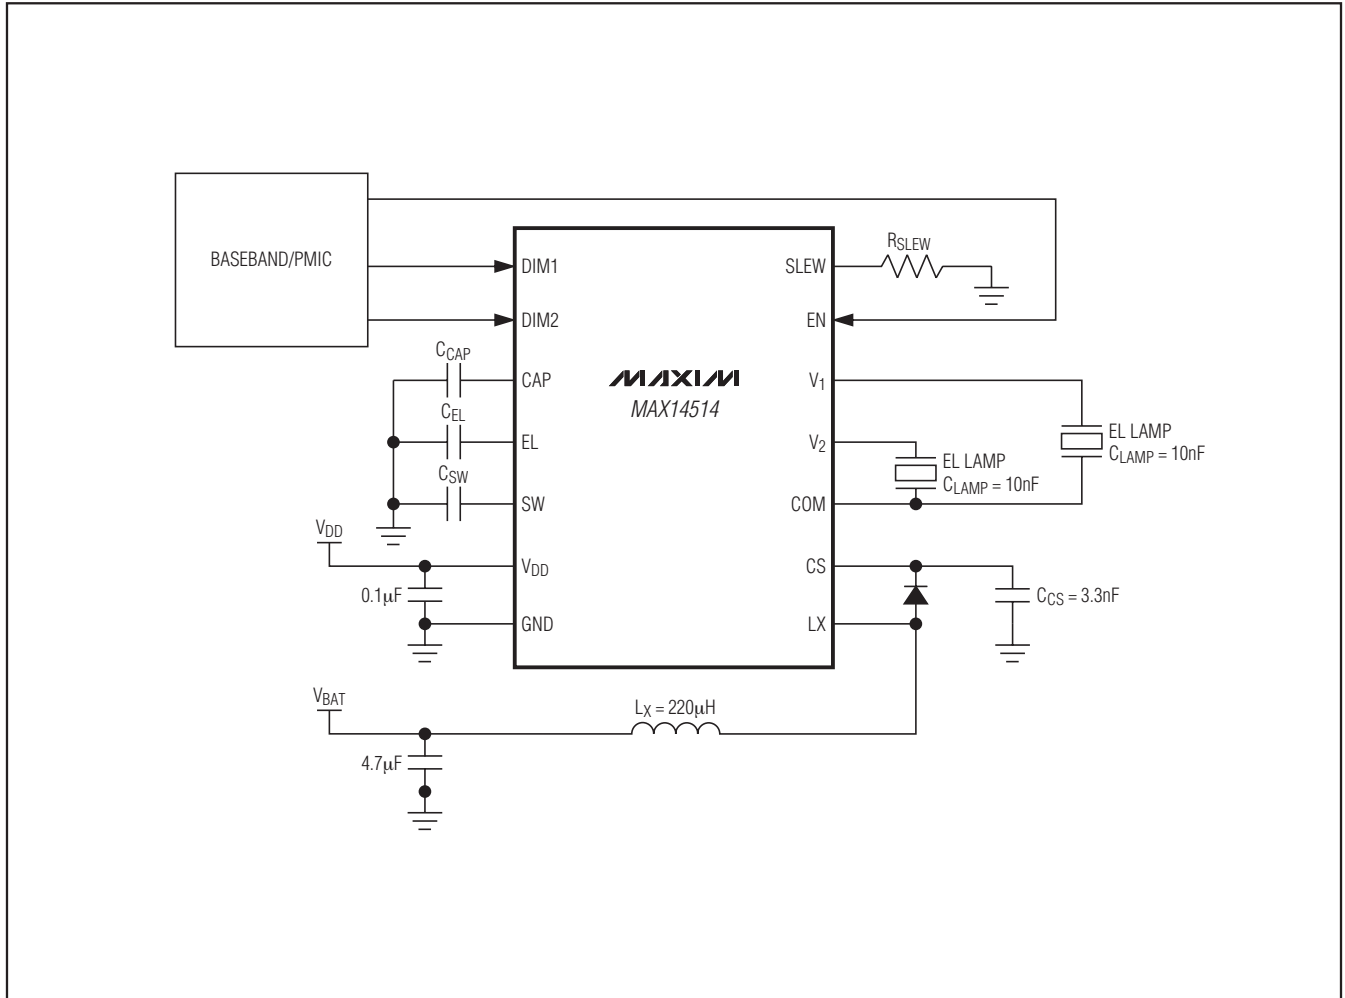 BASEBAND/PMIC
DIM1
DIM2
CAP
EL
SW
VDD
GND
SLEW
EN
V1
V2
COM
CS
LX
MAXIM
MAX14514
RSLEW
CCAP
CEL
CSW
VDD
0.1µF
EL LAMP
CLAMP = 10nF
EL LAMP
CLAMP = 10nF
CCS = 3.3nF
VBAT
LX = 220µH
4.7µF